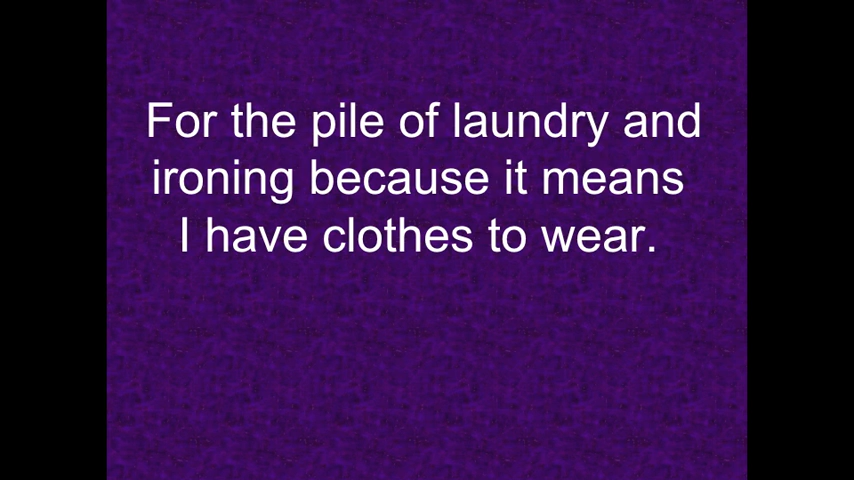 For the pile of laundry and
ironing because it means
I have clothes to wear.